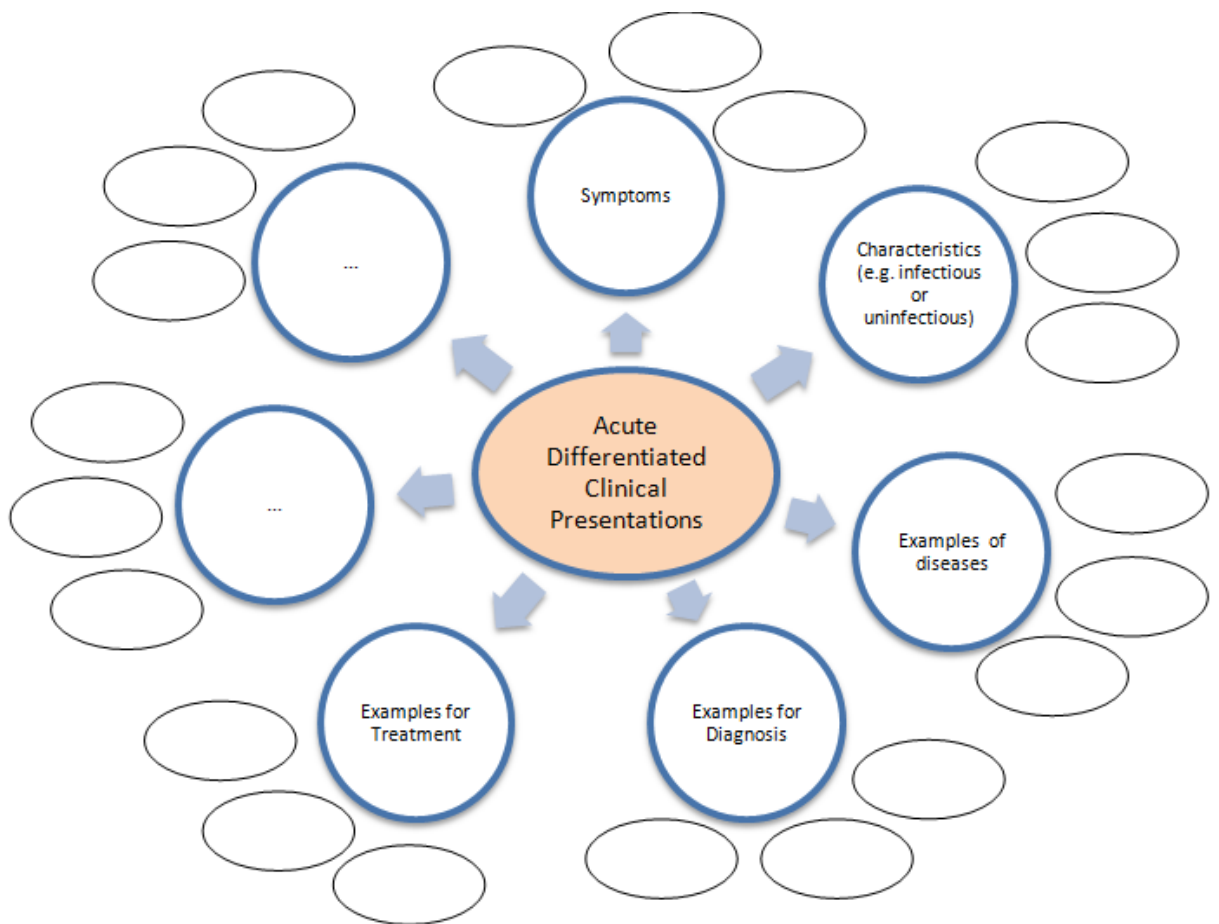 Symptoms
Characteristics
(e.g. infectious
or
uninfectious)
...
Acute
Differentiated
Clinical
Presentations
...
Examples of
diseases
Examples for
Treatment
Examples for
Diagnosis